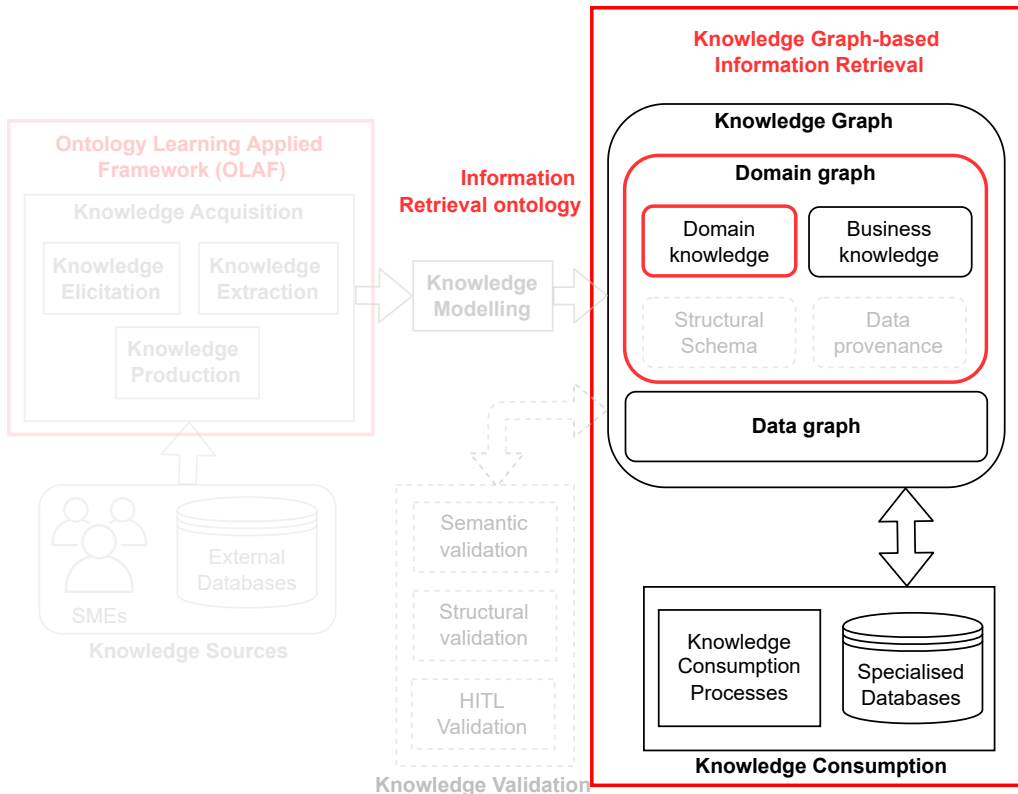 Knowledge Graph-based
Information Retrieval
Knowledge Graph
Domain graph
Domain
knowledge
Business
knowledge
Structural
Schema
Data
provenance
Data graph
Ontology Learning Applied
Framework (OLAF)
Knowledge Acquisition
Knowledge
Elicitation
Knowledge
Extraction
Knowledge
Production
Information
Retrieval ontology
Knowledge
Modelling
SMEs
External
Databases
Knowledge Sources
Semantic
validation
Structural
validation
HITL
Validation
Knowledge Validation
Knowledge
Consumption
Processes
Specialised
Databases
Knowledge Consumption